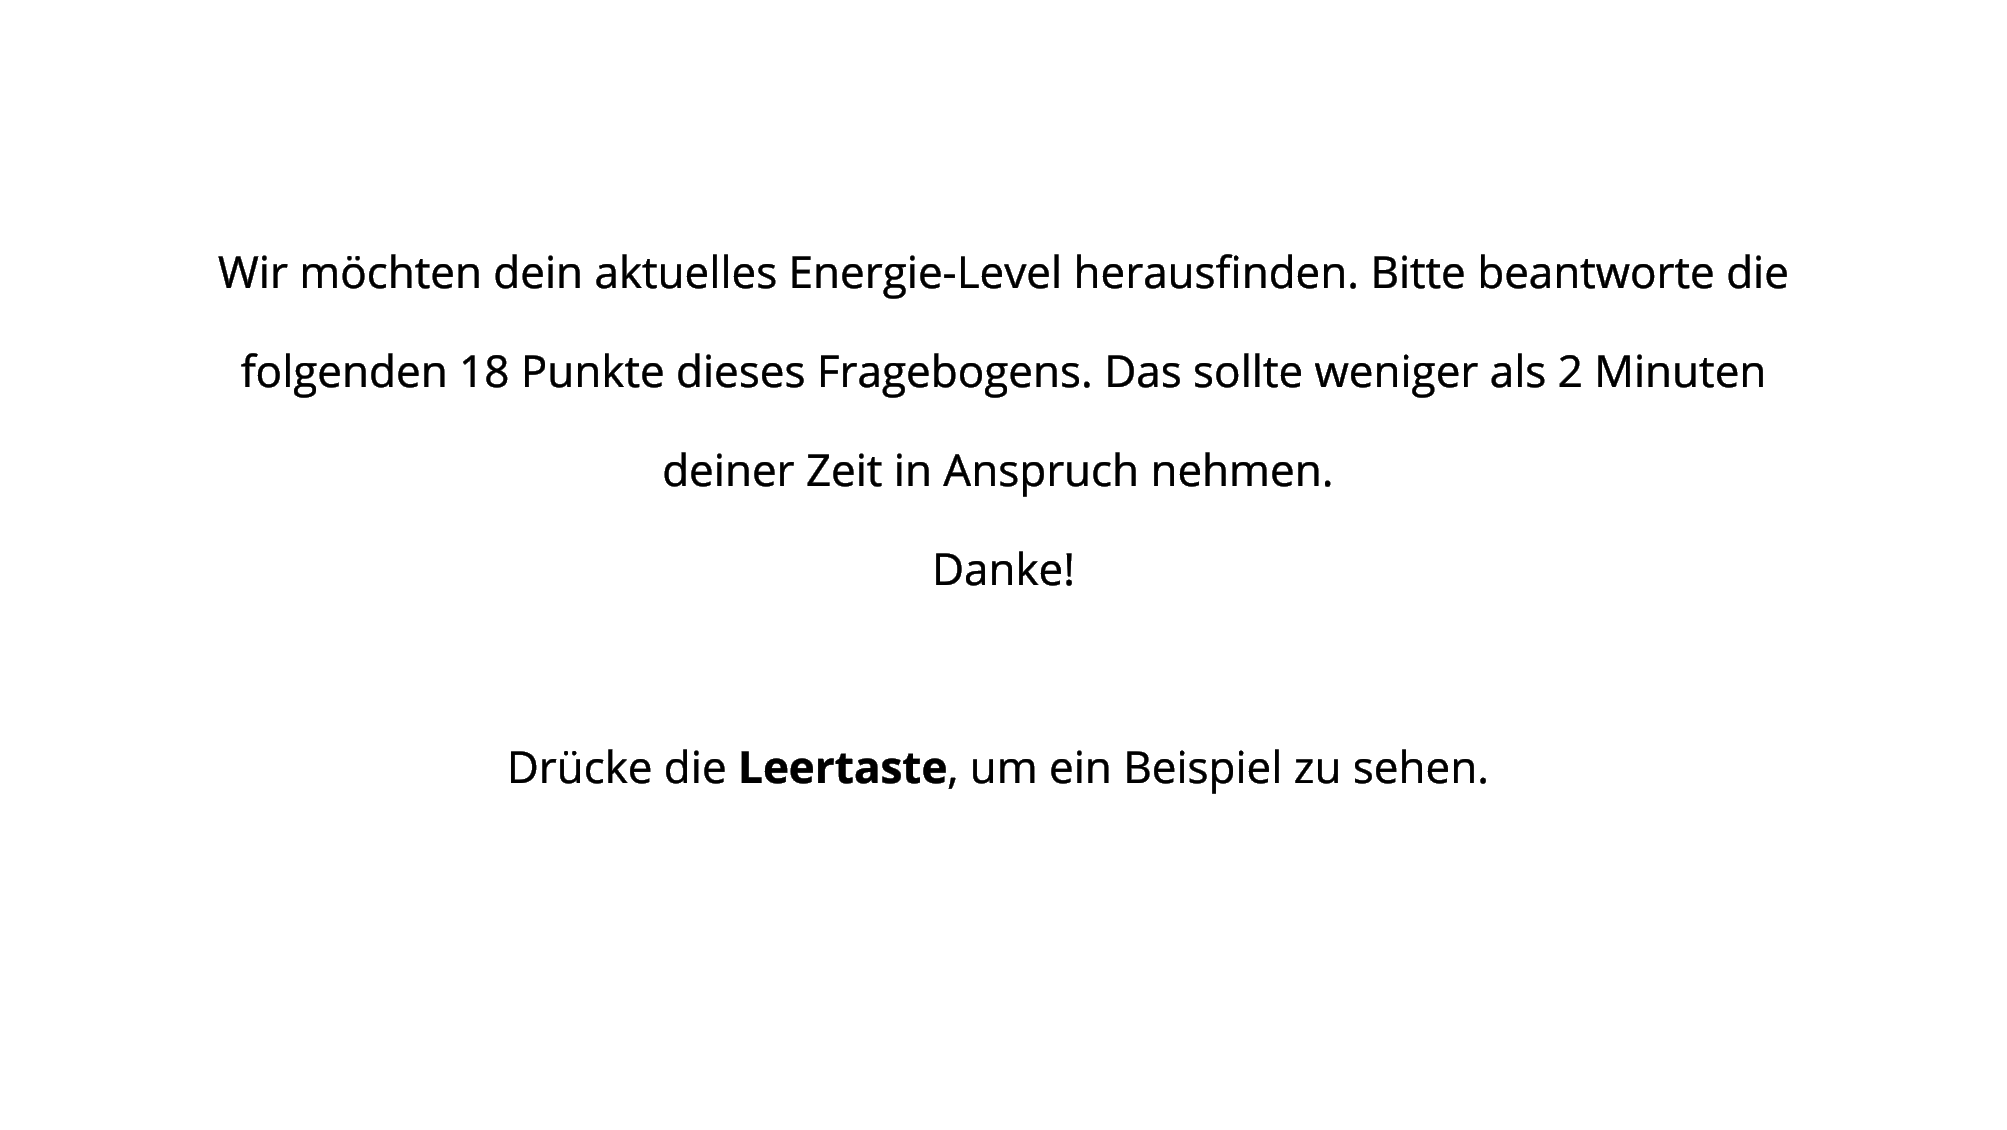 Wir möchten dein aktuelles Energie-Level herausfinden. Bitte beantworte die
folgenden 18 Punkte dieses Fragebogens. Das sollte weniger als 2 Minuten
deiner Zeit in Anspruch nehmen.
Danke!
Drücke die Leertaste, um ein Beispiel zu sehen.